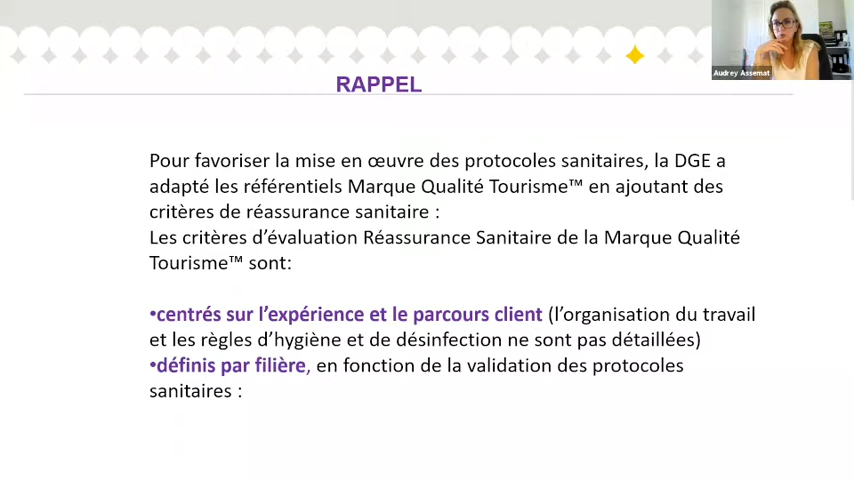 Audrey Assemat
RAPPEL
Pour favoriser la mise en œuvre des protocoles sanitaires, la DGE a
adapté les référentiels Marque Qualité Tourisme™ en ajoutant des
critères de réassurance sanitaire :
Les critères d’évaluation Réassurance Sanitaire de la Marque Qualité
Tourisme™ sont:
•centrés sur l’expérience et le parcours client (l’organisation du travail
et les règles d’hygiène et de désinfection ne sont pas détaillées)
•définis par filière, en fonction de la validation des protocoles
sanitaires :